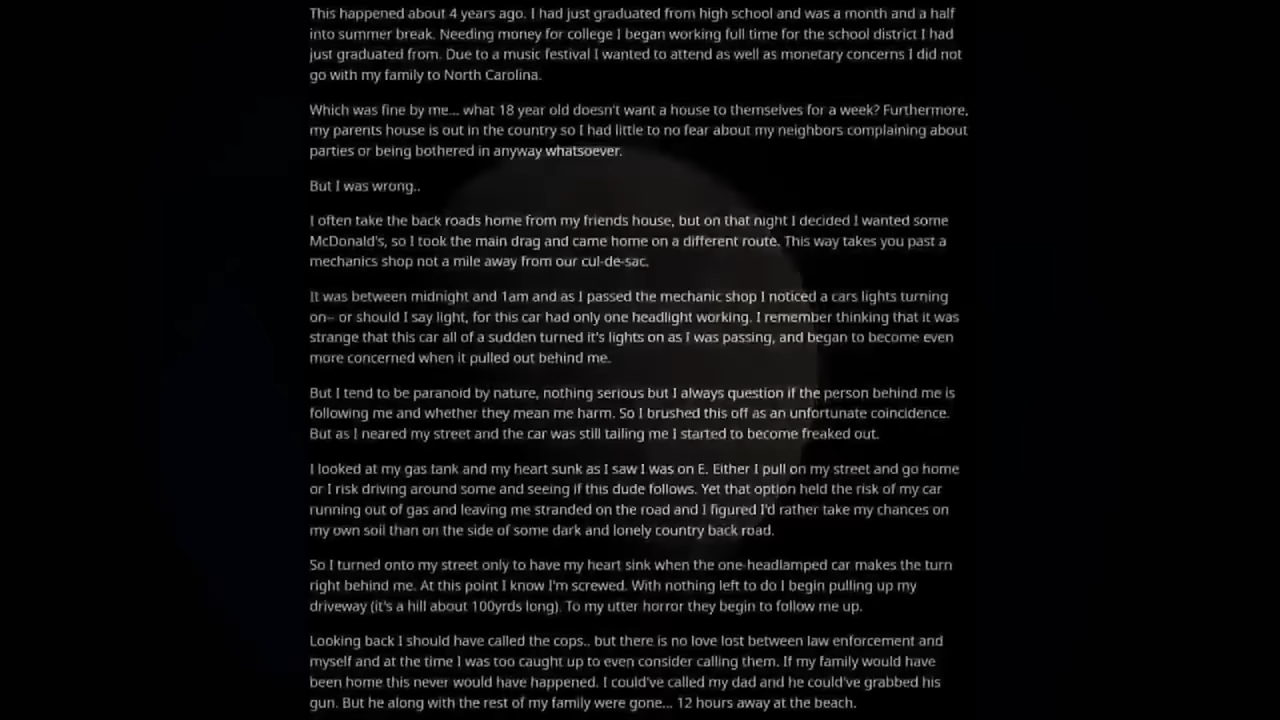 This happened about 4 years ago. I had just graduated from high school and was a month and a half
into summer break. Needing money for college I began working full time for the school district I had
just graduated from. Due to a music festival I wanted to attend as well as monetary concerns I did not
go with my family to North Carolina.
Which was fine by me... what 18 year old doesn't want a house to themselves for a week? Furthermore,
my parents house is out in the country so I had little to no fear about my neighbors complaining about
parties or being bothered in anyway whatsoever.
But I was wrong..
I often take the back roads home from my friends house, but on that night I decided I wanted some
McDonald's, so I took the main drag and came home on a different route. This way takes you past a
mechanics shop not a mile away from our cul-de-sac.
It was between midnight and 1am and as I passed the mechanic shop I noticed a cars lights turning
on-- or should I say light, for this car had only one headlight working. I remember thinking that it was
strange that this car all of a sudden turned it's lights on as I was passing, and began to become even
more concerned when it pulled out behind me.
But I tend to be paranoid by nature, nothing serious but I always question if the person behind me is
following me and whether they mean me harm. So I brushed this off as an unfortunate coincidence.
But as I neared my street and the car was still tailing me I started to become freaked out.
I looked at my gas tank and my heart sunk as I saw I was on E. Either I pull on my street and go home
or I risk driving around some and seeing if this dude follows. Yet that option held the risk of my car
running out of gas and leaving me stranded on the road and I figured I'd rather take my chances on
my own soil than on the side of some dark and lonely country back road.
So I turned onto my street only to have my heart sink when the one-headlamped car makes the turn
right behind me. At this point I know I'm screwed. With nothing left to do I begin pulling up my
driveway (it's a hill about 100yrds long). To my utter horror they begin to follow me up.
Looking back I should have called the cops.. but there is no love lost between law enforcement and
myself and at the time I was too caught up to even consider calling them. If my family would have
been home this never would have happened. I could've called my dad and he could've grabbed his
gun. But he along with the rest of my family were gone... 12 hours away at the beach.